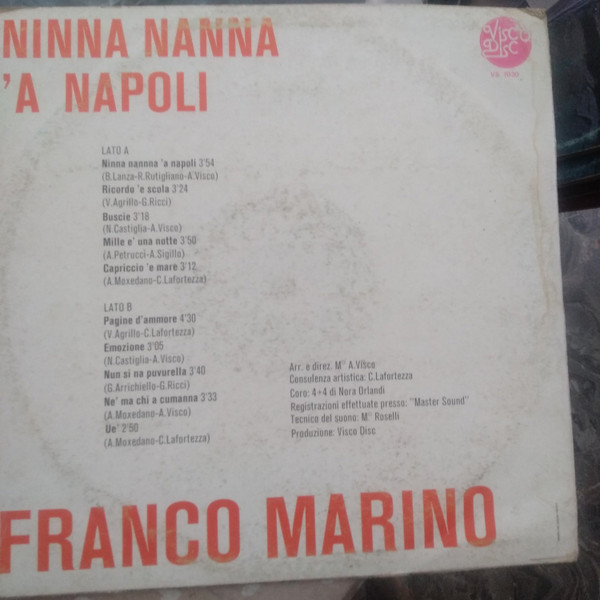 NINNA NANNA
'A NAPOLI
VISCO
DISC
LATO A
Ninna nannna 'a napoli 3'54
(B.Lanza-R.Rutigliano-A.Visco)
Ricordo 'e scola 3'24
(V.Agrillo-G.Ricci)
Buscie 3'18
(N.Castiglia-A.Visco)
Mille e' una notte 3'50
(A.Petrucci-A.Sigillo)
Capriccio 'e mare 3'12
(A.Moxedano-C.Lafortezza)
LATO B
Pagine d'ammore 4'30
(V.Agrillo-C.Lafortezza)
Emozione 3'05
(N.Castiglia-A.Visco)
Nun si na puvurella 3'40
(G.Arrichiello-G.Ricci)
Ne' ma chi a cumanna 3'33
(A.Moxedano-A.Visco)
Ue' 2'50
(A.Moxedano-C.Lafortezza)
Arr. e direz. M° A.Visco
Consulenza artistica: C.Lafortezza
Coro: 4+4 di Nora Orlandi
Registrazioni effettuate presso: "Master Sound"
Tecnico del suono: M° Roselli
Produzione: Visco Disc
FRANCO MARINO